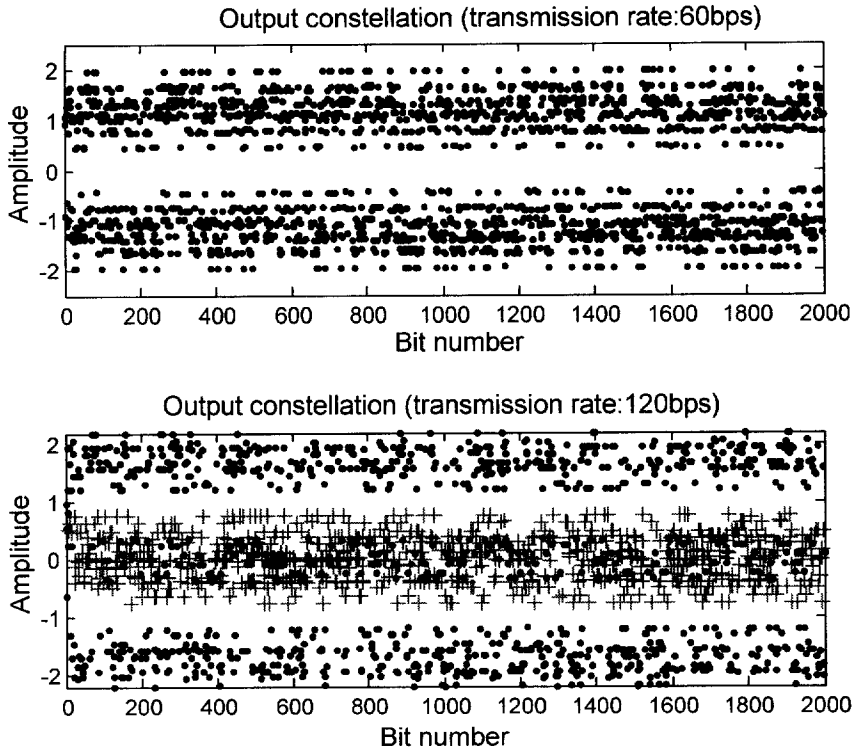 Output constellation (transmission rate:60bps)
2
1
0
-1
-2
Amplitude
0 200 400 600 800 1000 1200 1400 1600 1800 2000
Bit number
Output constellation (transmission rate:120bps)
2
1
0
-1
-2
Amplitude
0 200 400 600 800 1000 1200 1400 1600 1800 2000
Bit number